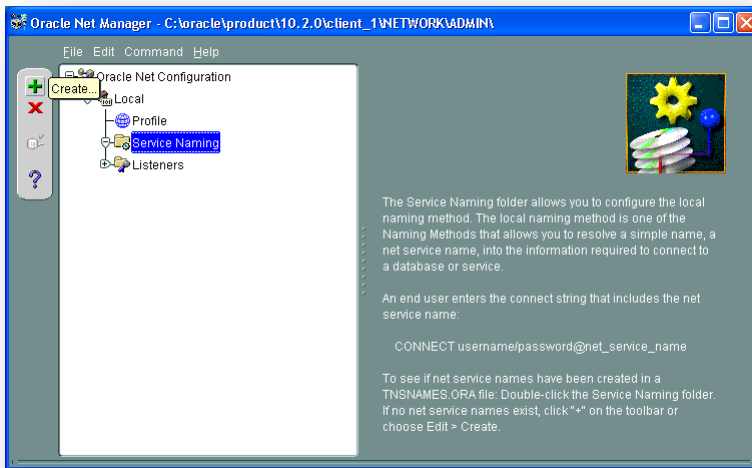 Oracle Net Manager - C:\oracle\product\10.2.0\client_1\NETWORK\ADMIN\
File Edit Command Help
Oracle Net Configuration
Create...
Local
Profile
Service Naming
Listeners
The Service Naming folder allows you to configure the local
naming method. The local naming method is one of the
Naming Methods that allows you to resolve a simple name, a
net service name, into the information required to connect to
a database or service.
An end user enters the connect string that includes the net
service name:
CONNECT username/password@net_service_name
To see if net service names have been created in a
TNSNAMES.ORA file: Double-click the Service Naming folder.
If no net service names exist, click "+" on the toolbar or
choose Edit > Create.